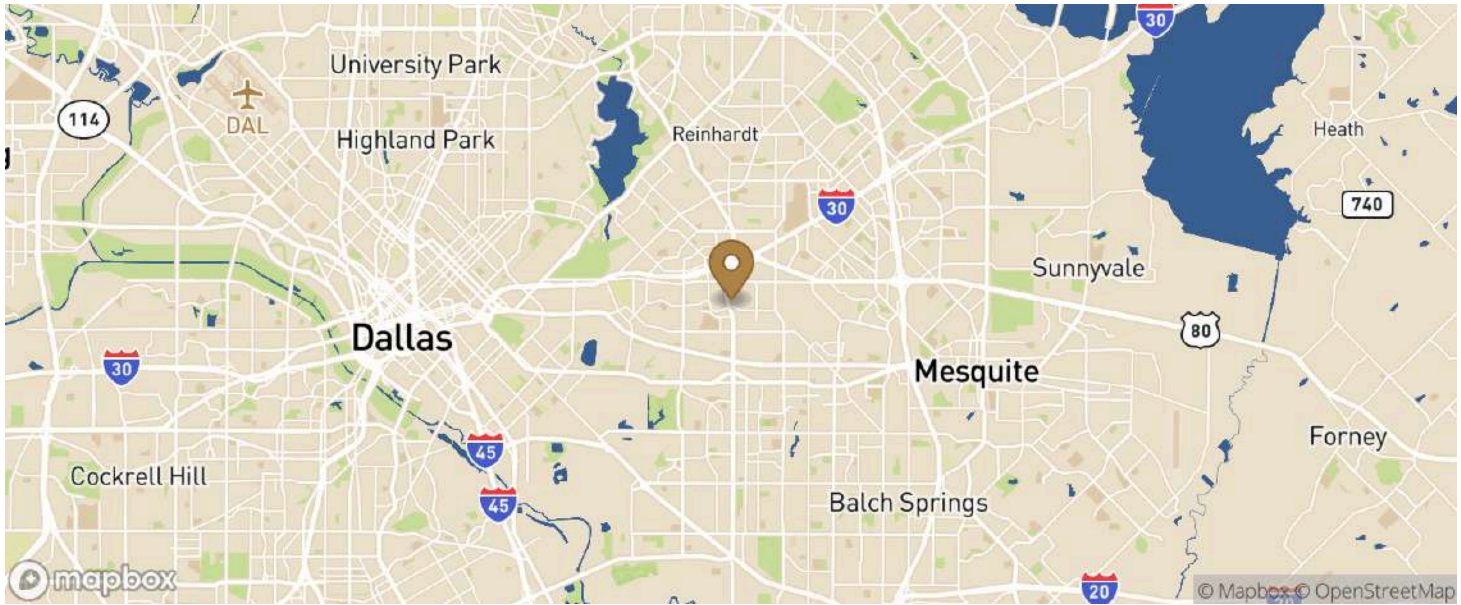 30
University Park
DAL
114
Highland Park
Reinhardt
Heath
g
30
740
Sunnyvale
Dallas
80
30
Mesquite
Forney
45
Cockrell Hill
45
Balch Springs
mapbox
20
© Mapbox © OpenStreetMap
20